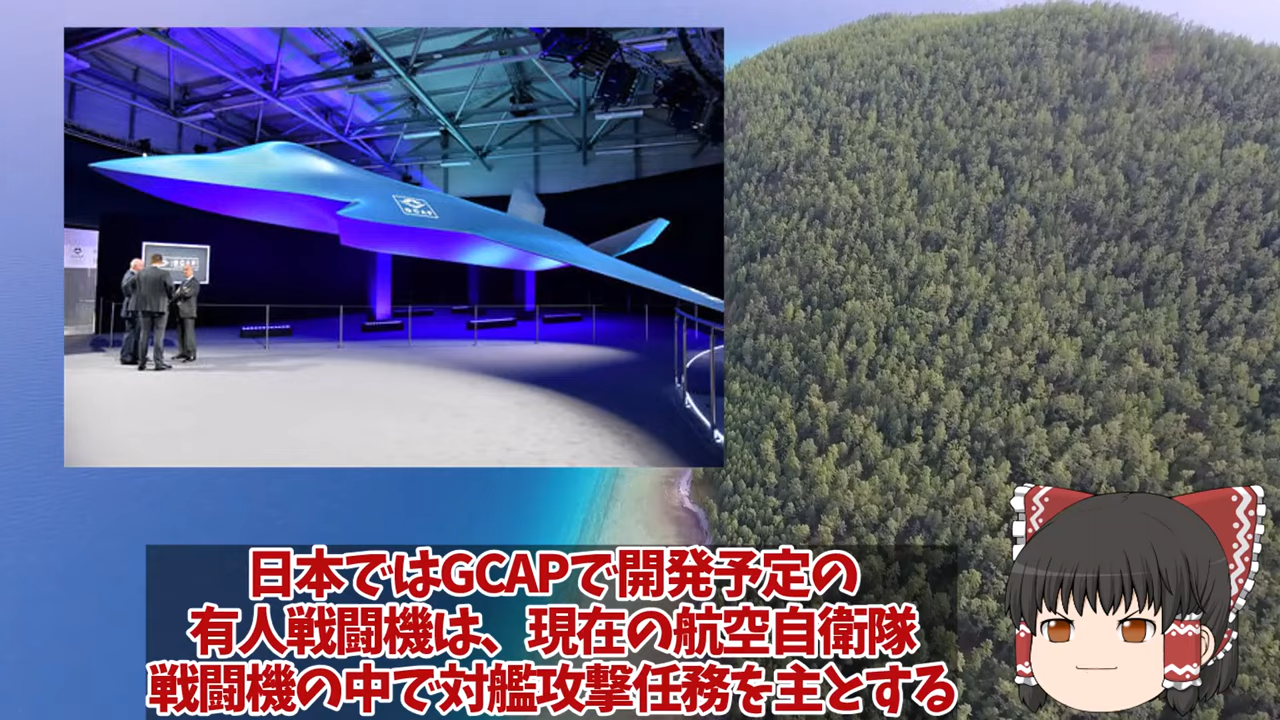 GCAP
GCAP
日本ではGCAPで開発予定の
有人戦闘機は、現在の航空自衛隊
戦闘機の中で対艦攻撃任務を主とする